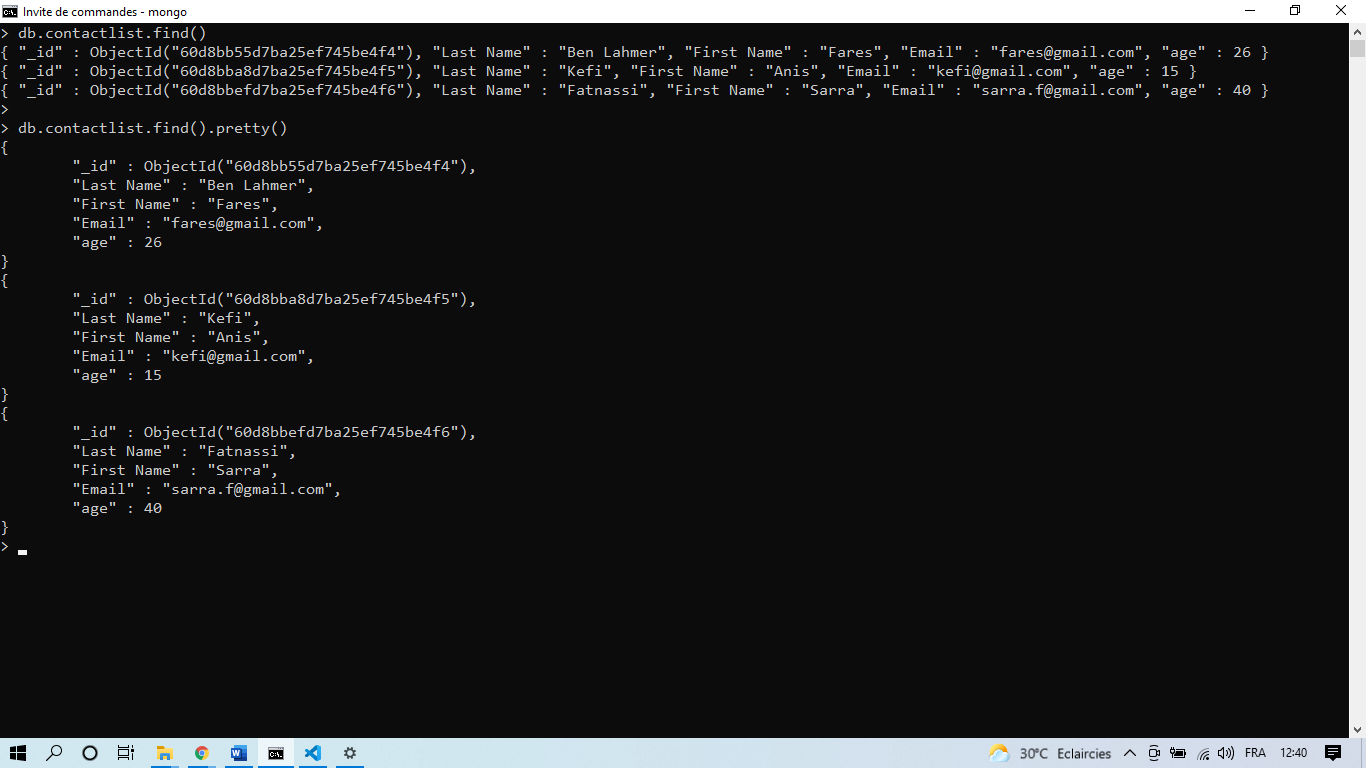 Invite de commandes - mongo
> db.contactlist.find()
{ "_id" : ObjectId("60d8bb55d7ba25ef745be4f4"), "Last Name" : "Ben Lahmer", "First Name" : "Fares", "Email" : "fares@gmail.com", "age" : 26 }
{ "_id" : ObjectId("60d8bba8d7ba25ef745be4f5"), "Last Name" : "Kefi", "First Name" : "Anis", "Email" : "kefi@gmail.com", "age" : 15 }
{ "_id" : ObjectId("60d8bbefd7ba25ef745be4f6"), "Last Name" : "Fatnassi", "First Name" : "Sarra", "Email" : "sarra.f@gmail.com", "age" : 40 }
>
> db.contactlist.find().pretty()
{
        "_id" : ObjectId("60d8bb55d7ba25ef745be4f4"),
        "Last Name" : "Ben Lahmer",
        "First Name" : "Fares",
        "Email" : "fares@gmail.com",
        "age" : 26
}
{
        "_id" : ObjectId("60d8bba8d7ba25ef745be4f5"),
        "Last Name" : "Kefi",
        "First Name" : "Anis",
        "Email" : "kefi@gmail.com",
        "age" : 15
}
{
        "_id" : ObjectId("60d8bbefd7ba25ef745be4f6"),
        "Last Name" : "Fatnassi",
        "First Name" : "Sarra",
        "Email" : "sarra.f@gmail.com",
        "age" : 40
}
>
30°C Eclaircies FRA 12:40